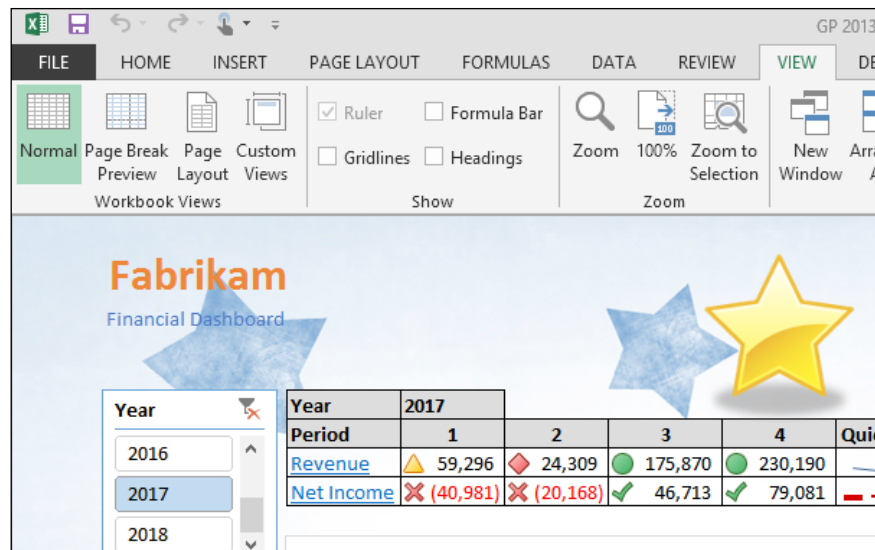 GP 2013
FILE HOME INSERT PAGE LAYOUT FORMULAS DATA REVIEW VIEW
Normal Page Break Preview Page Layout Custom Views
Ruler Formula Bar
Gridlines Headings
Zoom 100% Zoom to Selection
100
New Window
Workbook Views Show Zoom
Fabrikam
Financial Dashboard
Year
2016
2017
2018
Year 2017
Period 1 2 3 4
Revenue 59,296 24,309 175,870 230,190
Net Income (40,981) (20,168) 46,713 79,081